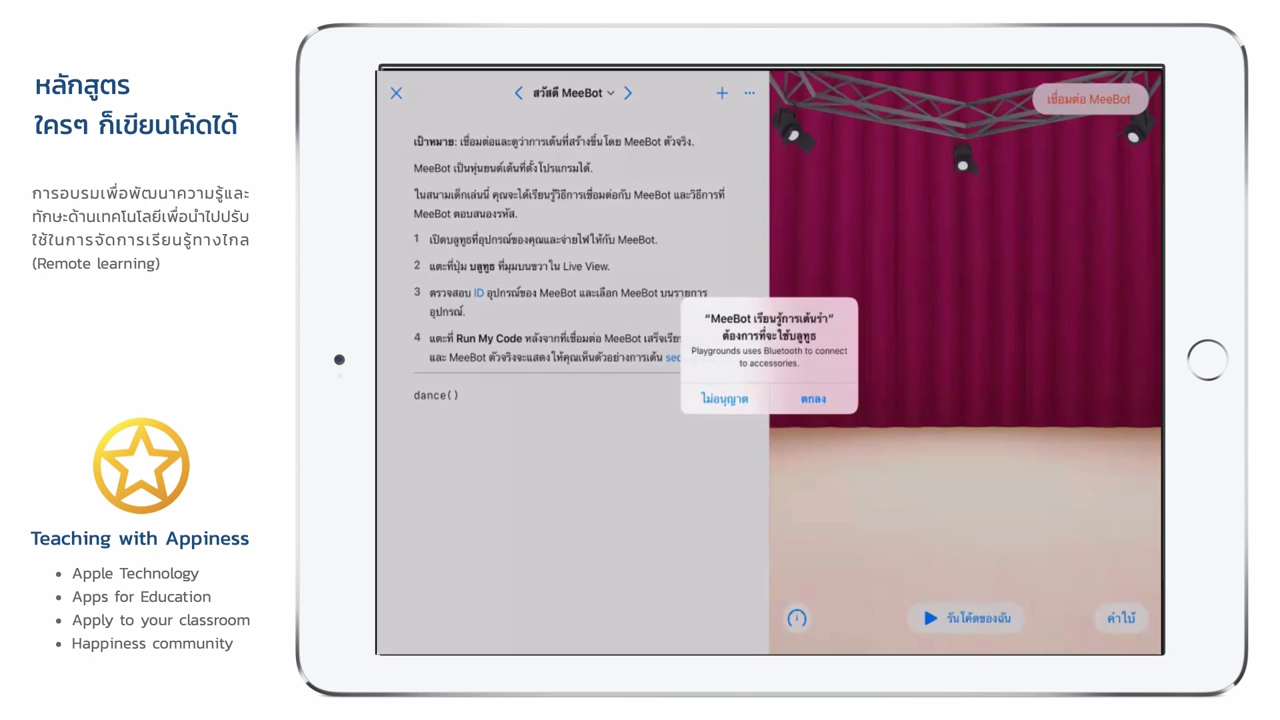 หลักสูตร
ใครๆ ก็เขียนโค้ดได้
การอบรมเพื่อพัฒนาความรู้และ
ทักษะด้านเทคโนโลยีเพื่อนำไปปรับ
ใช้ในการจัดการเรียนรู้ทางไกล
(Remote learning)
Teaching with Appiness
• Apple Technology
• Apps for Education
• Apply to your classroom
• Happiness community
สวัสดี MeeBot
เป้าหมาย: เชื่อมต่อและดูว่าการเต้นที่สร้างขึ้นโดย MeeBot ตัวจริง.
MeeBot เป็นหุ่นยนต์เต้นที่ตั้งโปรแกรมได้.
ในสนามเด็กเล่นนี้ คุณจะได้เรียนรู้วิธีการเชื่อมต่อกับ MeeBot และวิธีการที่
MeeBot ตอบสนองรหัส.
1 เปิดบลูทูธที่อุปกรณ์ของคุณและจ่ายไฟให้กับ MeeBot.
2 แตะที่ปุ่ม บลูทูธ ที่มุมบนขวาใน Live View.
3 ตรวจสอบ ID อุปกรณ์ของ MeeBot และเลือก MeeBot บนรายการ
อุปกรณ์.
4 แตะที่ Run My Code หลังจากที่เชื่อมต่อ MeeBot เสร็จเรีย
และ MeeBot ตัวจริงจะแสดงให้คุณเห็นตัวอย่างการเต้น
dance()
เชื่อมต่อ MeeBot
“MeeBot เรียนรู้การเต้นรำ”
ต้องการที่จะใช้บลูทูธ
Playgrounds uses Bluetooth to connect
to accessories.
ไม่อนุญาต
ตกลง
รันโค้ดของฉัน
คำใบ้